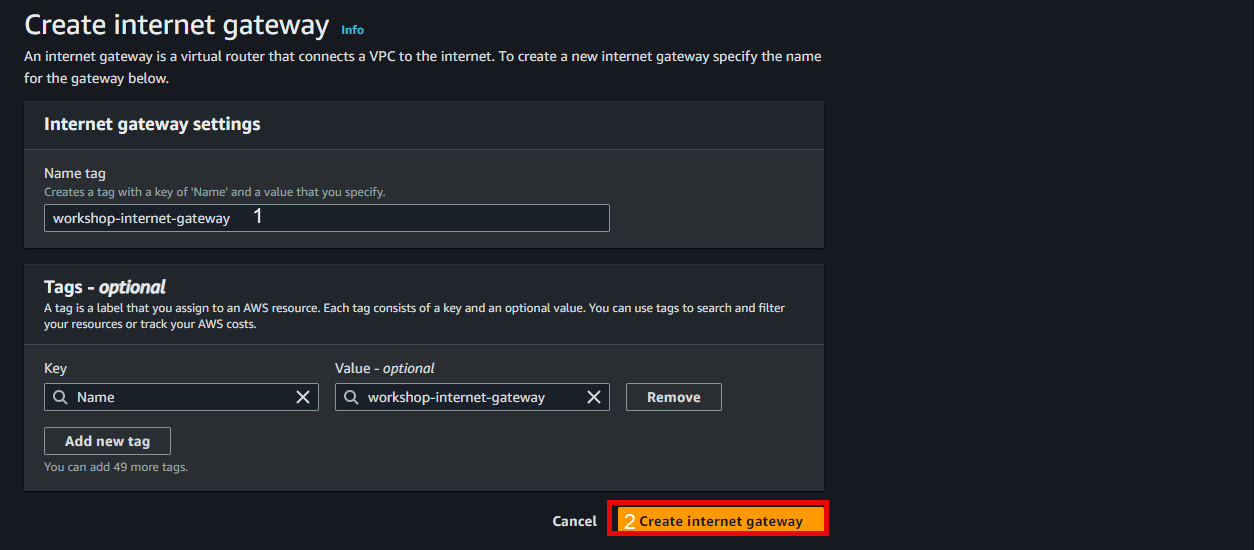 Create internet gateway Info
An internet gateway is a virtual router that connects a VPC to the internet. To create a new internet gateway specify the name
for the gateway below.
Internet gateway settings
Name tag
Creates a tag with a key of 'Name' and a value that you specify.
workshop-internet-gateway 1
Tags - optional
A tag is a label that you assign to an AWS resource. Each tag consists of a key and an optional value. You can use tags to search and filter
your resources or track your AWS costs.
Key Value - optional
Name workshop-internet-gateway Remove
Add new tag
You can add 49 more tags.
Cancel 2 Create internet gateway